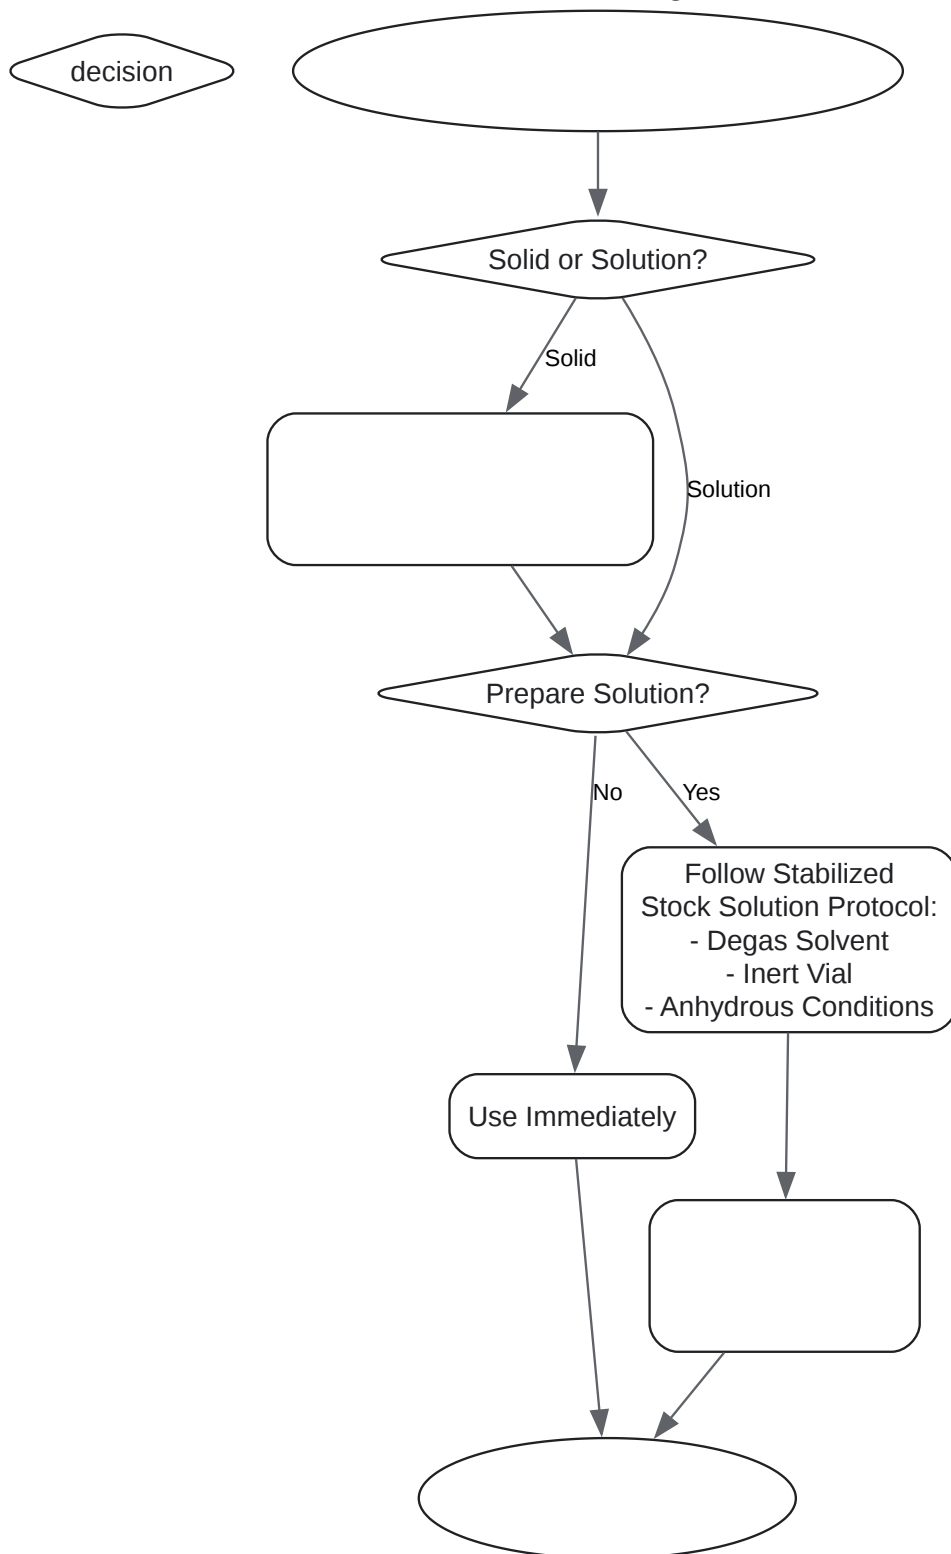 decision
Solid or Solution?
Solid
Solution
Prepare Solution?
No
Yes
Follow Stabilized
Stock Solution Protocol:
- Degas Solvent
- Inert Vial
- Anhydrous Conditions
Use Immediately